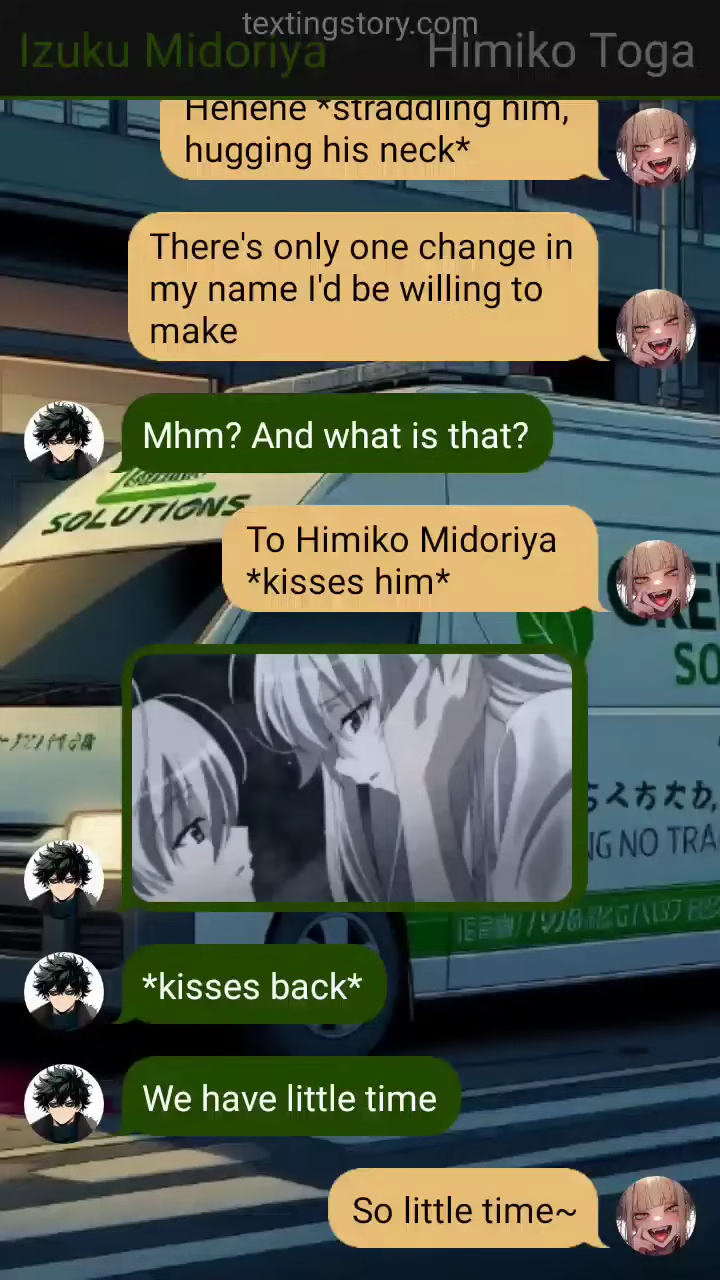 textingstory.com
Izuku Midoriya
Himiko Toga
Hehehe *straddling him,
hugging his neck*
There's only one change in
my name I'd be willing to
make
Mhm? And what is that?
SOLUTIONS
To Himiko Midoriya
*kisses him*
SO
NG NO TRA
*kisses back*
We have little time
So little time~